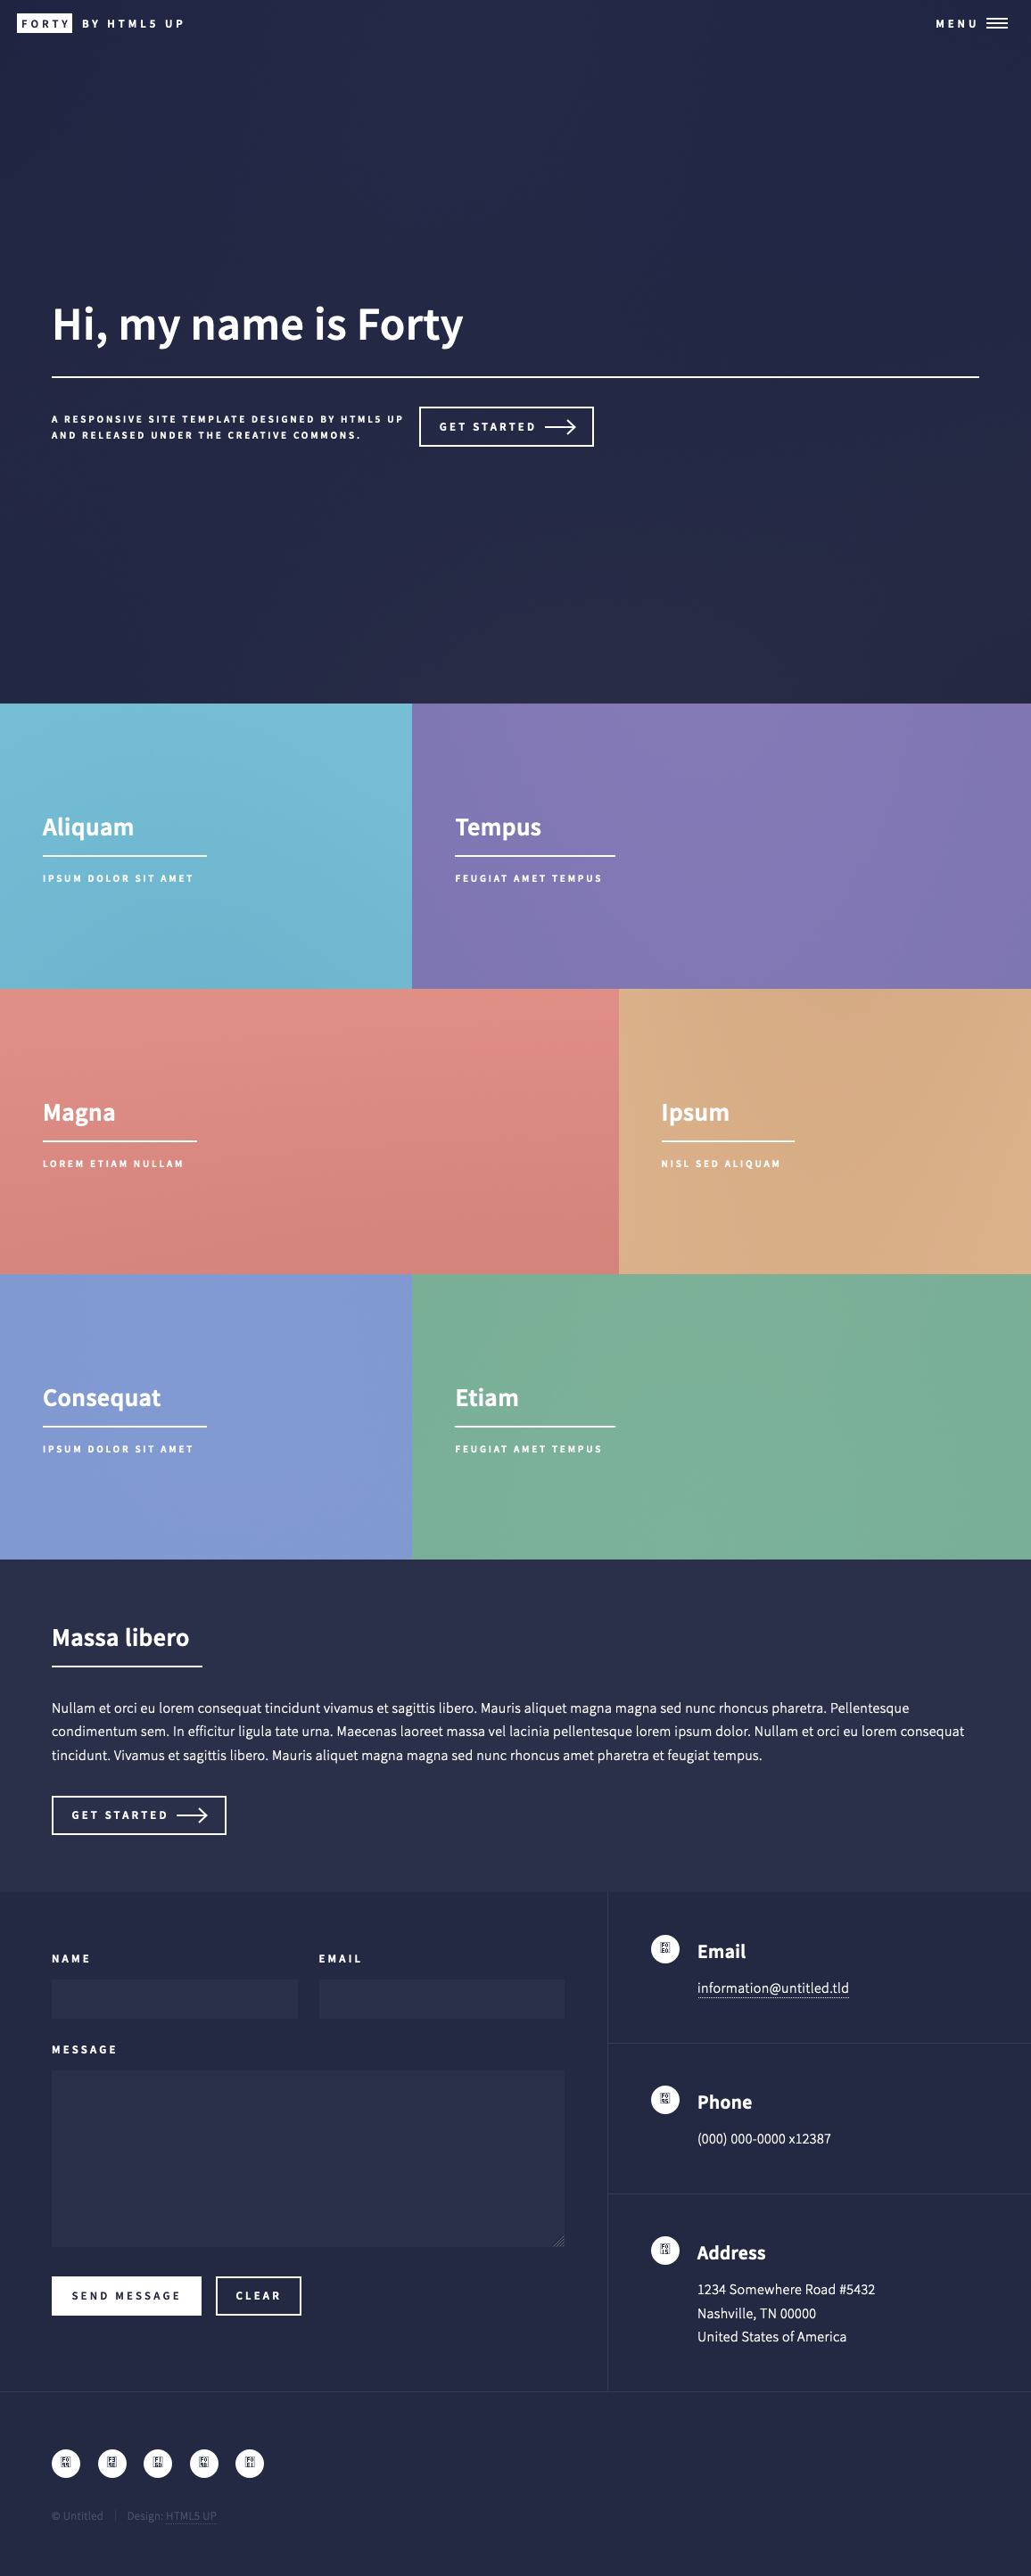 FORTY BY HTML5 UP
MENU
Hi, my name is Forty
A RESPONSIVE SITE TEMPLATE DESIGNED BY HTML5 UP
AND RELEASED UNDER THE CREATIVE COMMONS.
GET STARTED
Aliquam
IPSUM DOLOR SIT AMET
Tempus
FEUGIAT AMET TEMPUS
Magna
LOREM ETIAM NULLAM
Ipsum
NISL SED ALIQUAM
Consequat
IPSUM DOLOR SIT AMET
Etiam
FEUGIAT AMET TEMPUS
Massa libero
Nullam et orci eu lorem consequat tincidunt vivamus et sagittis libero. Mauris aliquet magna magna sed nunc rhoncus pharetra. Pellentesque
condimentum sem. In efficitur ligula tate urna. Maecenas laoreet massa vel lacinia pellentesque lorem ipsum dolor. Nullam et orci eu lorem consequat
tincidunt. Vivamus et sagittis libero. Mauris aliquet magna magna sed nunc rhoncus amet pharetra et feugiat tempus.
GET STARTED
NAME
EMAIL
MESSAGE
SEND MESSAGE
CLEAR
Email
information@untitled.tld
Phone
(000) 000-0000 x12387
Address
1234 Somewhere Road #5432
Nashville, TN 00000
United States of America
© Untitled
Design: HTML5 UP